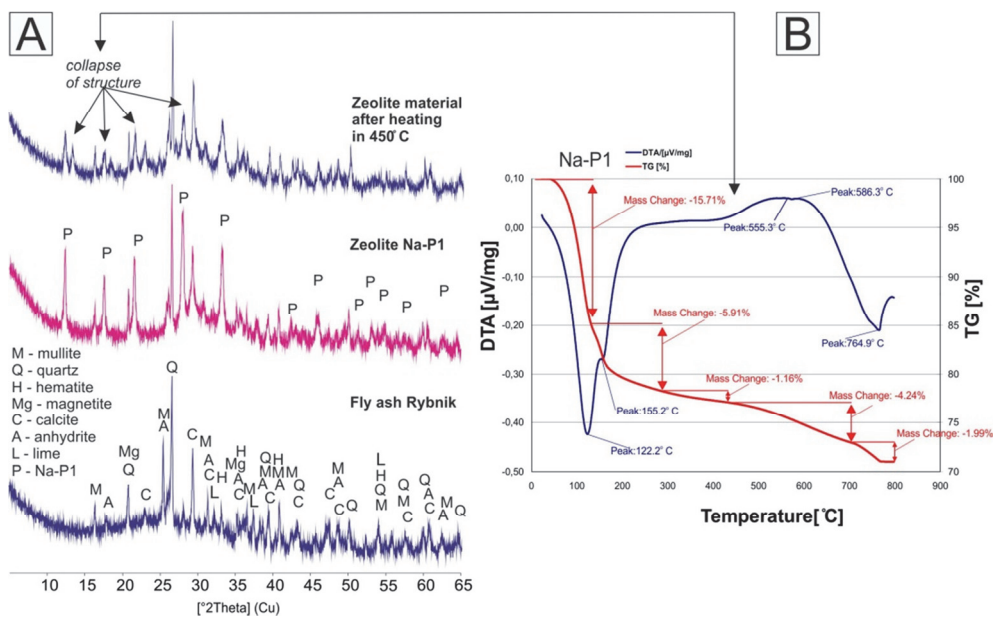 A
collapse
of structure
Zeolite material
after heating
in 450°C
P
P
P
P
P
Zeolite Na-P1
P
P
P
P
P
P
P
M - mullite
Q - quartz
H - hematite
Mg - magnetite
C - calcite
A - anhydrite
L - lime
P - Na-P1
Fly ash Rybnik
M
A
Mg
Q
C
M
A
Q
C
M
A
C
L
H
H
Mg
A
C
M
L
Q
M
A
C
H
M
A
M
Q
C
M
A
C
C
Q
L
H
Q
M
Q
M
C
Q
A
C
M
C
A
Q
10 15 20 25 30 35 40 45 50 55 60 65
[°2Theta] (Cu)
B
Na-P1
DTA/[µV/mg]
TG [%]
0,10
0,00
-0,10
-0,20
-0,30
-0,40
-0,50
DTA [µV/mg]
Mass Change: -15.71%
Peak:586.3° C
Peak:555.3° C
Mass Change: -5.91%
Peak:764.9° C
Mass Change: -1.16%
Mass Change: -4.24%
Peak:155.2° C
Mass Change: -1.99%
Peak:122.2° C
100
95
90
85
80
75
70
TG [%]
0 100 200 300 400 500 600 700 800 900
Temperature[°C]